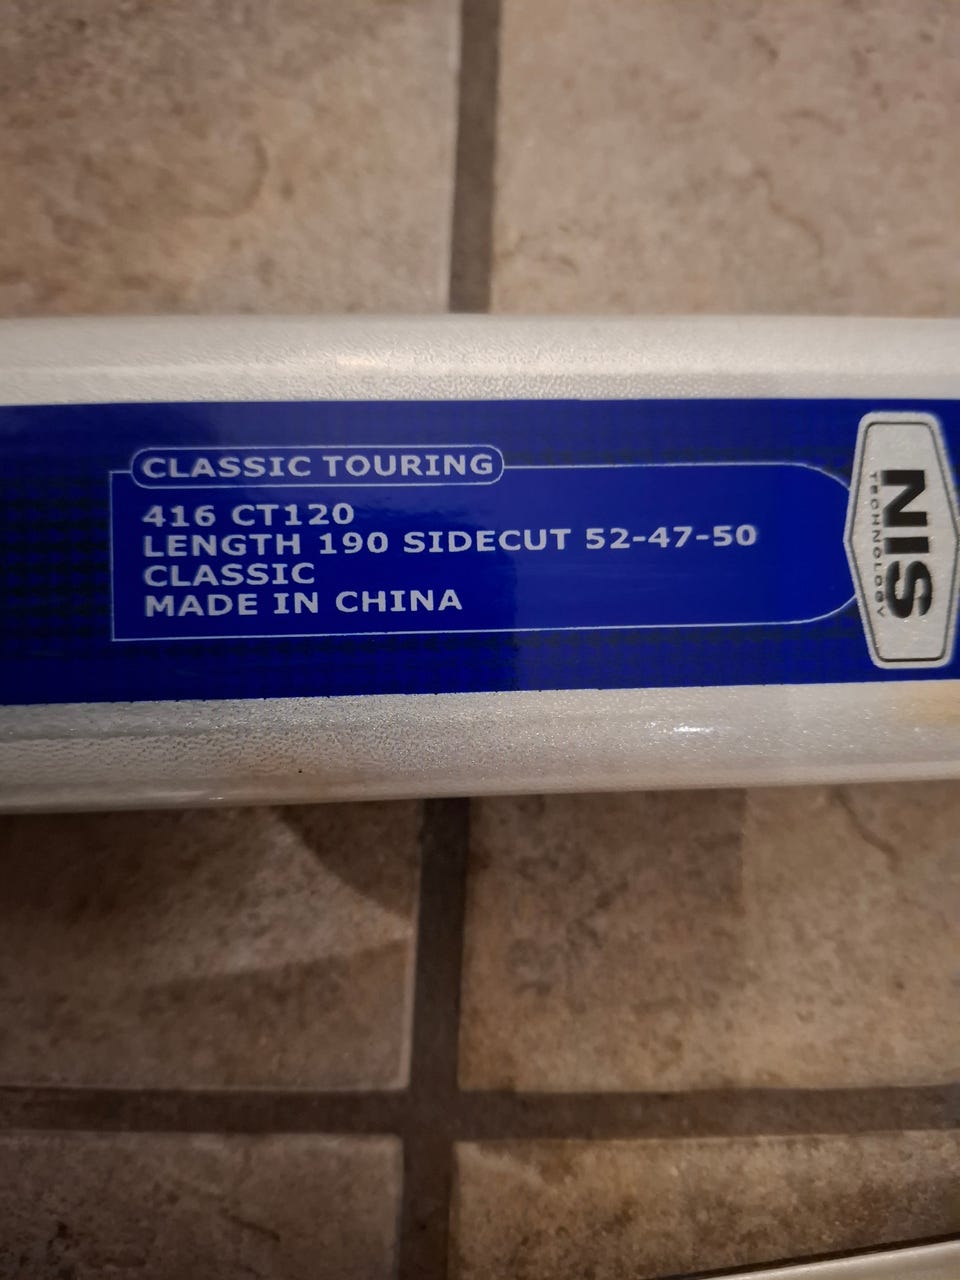 CLASSIC TOURING
416 CT120
LENGTH 190 SIDECUT 52-47-50
CLASSIC
MADE IN CHINA
NIS
TECHNOLOGY